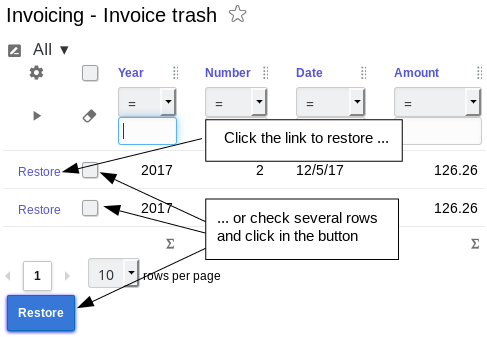 Invoicing - Invoice trash
All
Year Number Date Amount
= = = =
Click the link to restore ...
Restore 2017 2 12/5/17 126.26
Restore 2017 126.26
... or check several rows
and click in the button
Σ Σ
1 10 rows per page
Restore